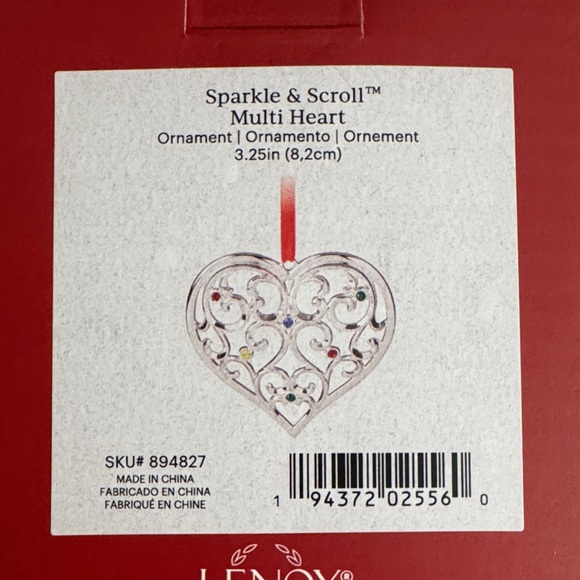 Sparkle & Scroll™
Multi Heart
Ornament | Ornamento | Ornement
3.25in (8,2cm)
SKU# 894827
MADE IN CHINA
FABRICADO EN CHINA
FABRIQUÉ EN CHINE
1 94372 02556 0
LENOX®